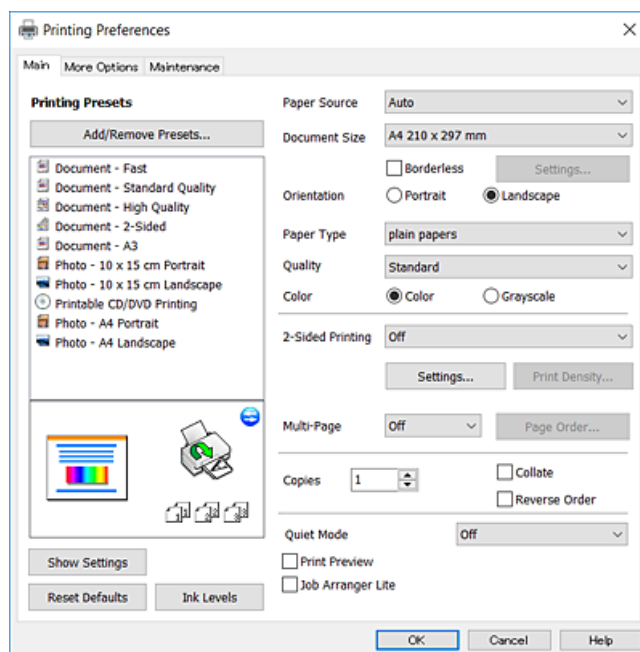 Printing Preferences
Main More Options Maintenance
Printing Presets
Add/Remove Presets...
Document - Fast
Document - Standard Quality
Document - High Quality
Document - 2-Sided
Document - A3
Photo - 10 x 15 cm Portrait
Photo - 10 x 15 cm Landscape
Printable CD/DVD Printing
Photo - A4 Portrait
Photo - A4 Landscape
Show Settings
Reset Defaults Ink Levels
Paper Source Auto
Document Size A4 210 x 297 mm
Borderless Settings...
Orientation Portrait Landscape
Paper Type plain papers
Quality Standard
Color Color Grayscale
2-Sided Printing Off
Settings... Print Density...
Multi-Page Off Page Order...
Copies 1 Collate
Reverse Order
Quiet Mode Off
Print Preview
Job Arranger Lite
OK Cancel Help